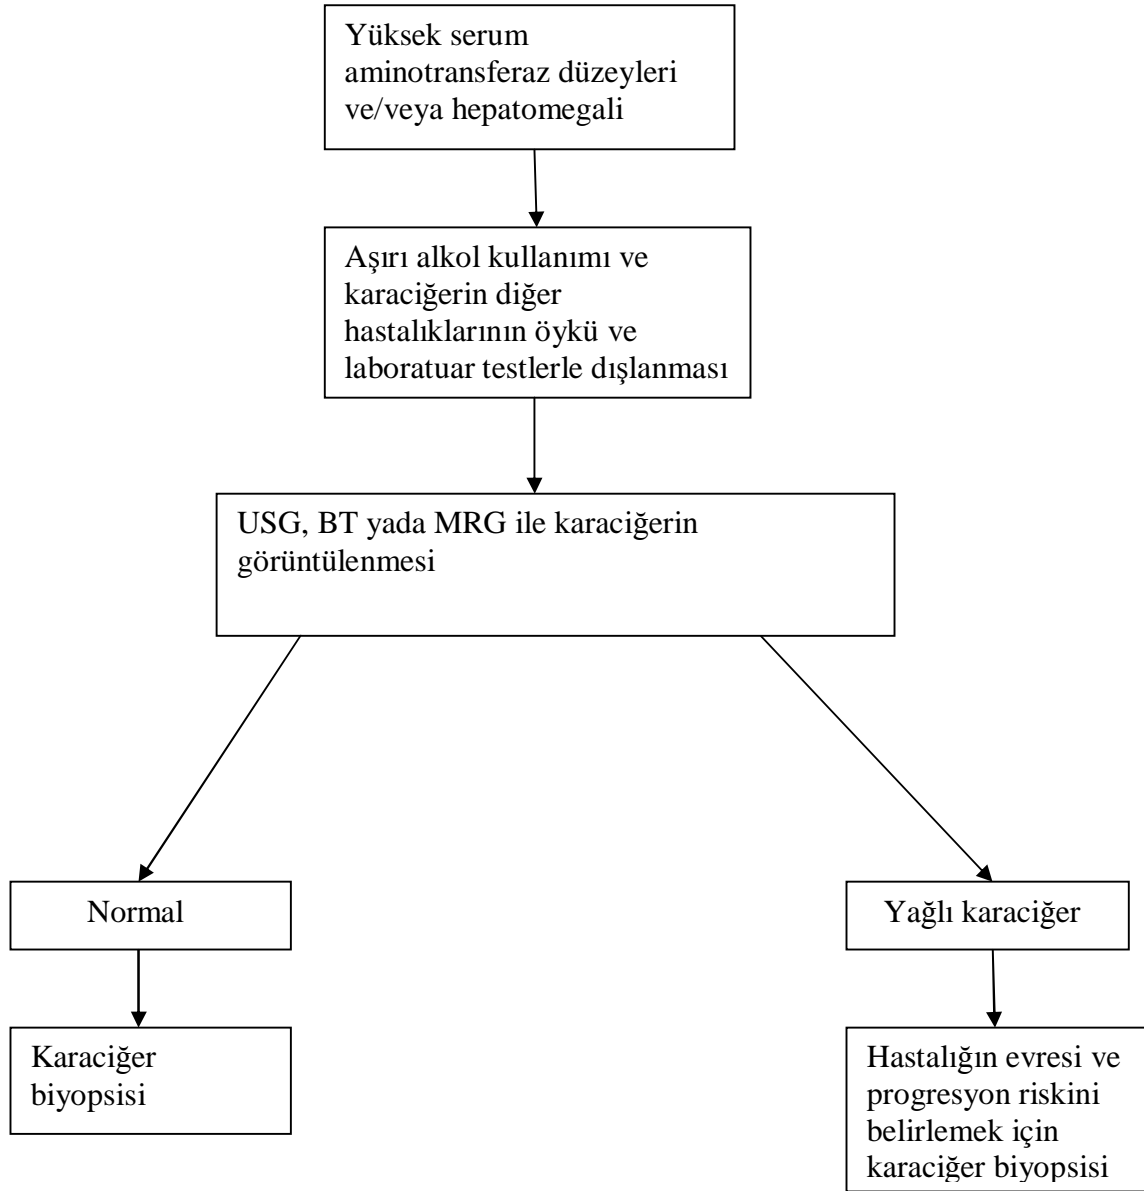 Yüksek serum
aminotransferaz düzeyleri
ve/veya hepatomegali
Aşırı alkol kullanımı ve
karaciğerin diğer
hastalıklarının öykü ve
laboratuar testlerle dışlanması
USG, BT yada MRG ile karaciğerin
görüntülenmesi
Normal
Yağlı karaciğer
Karaciğer
biyopsisi
Hastalığın evresi ve
progresyon riskini
belirlemek için
karaciğer biyopsisi